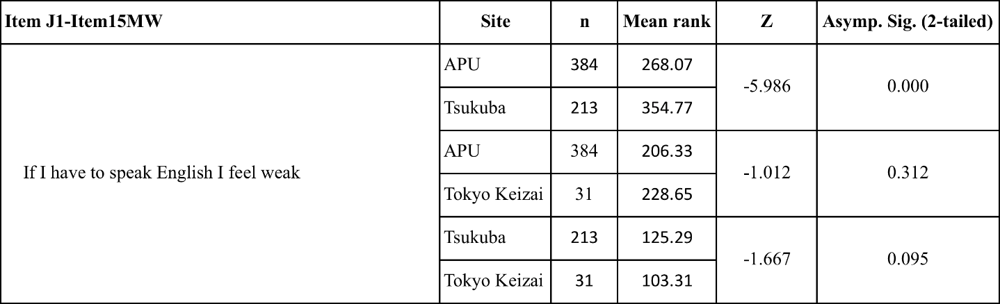 Item J1-Item15MW Site n Mean rank Z Asymp. Sig. (2-tailed)
APU 384 268.07
-5.986 0.000
Tsukuba 213 354.77
APU 384 206.33
If I have to speak English I feel weak -1.012 0.312
Tokyo Keizai 31 228.65
Tsukuba 213 125.29
-1.667 0.095
Tokyo Keizai 31 103.31